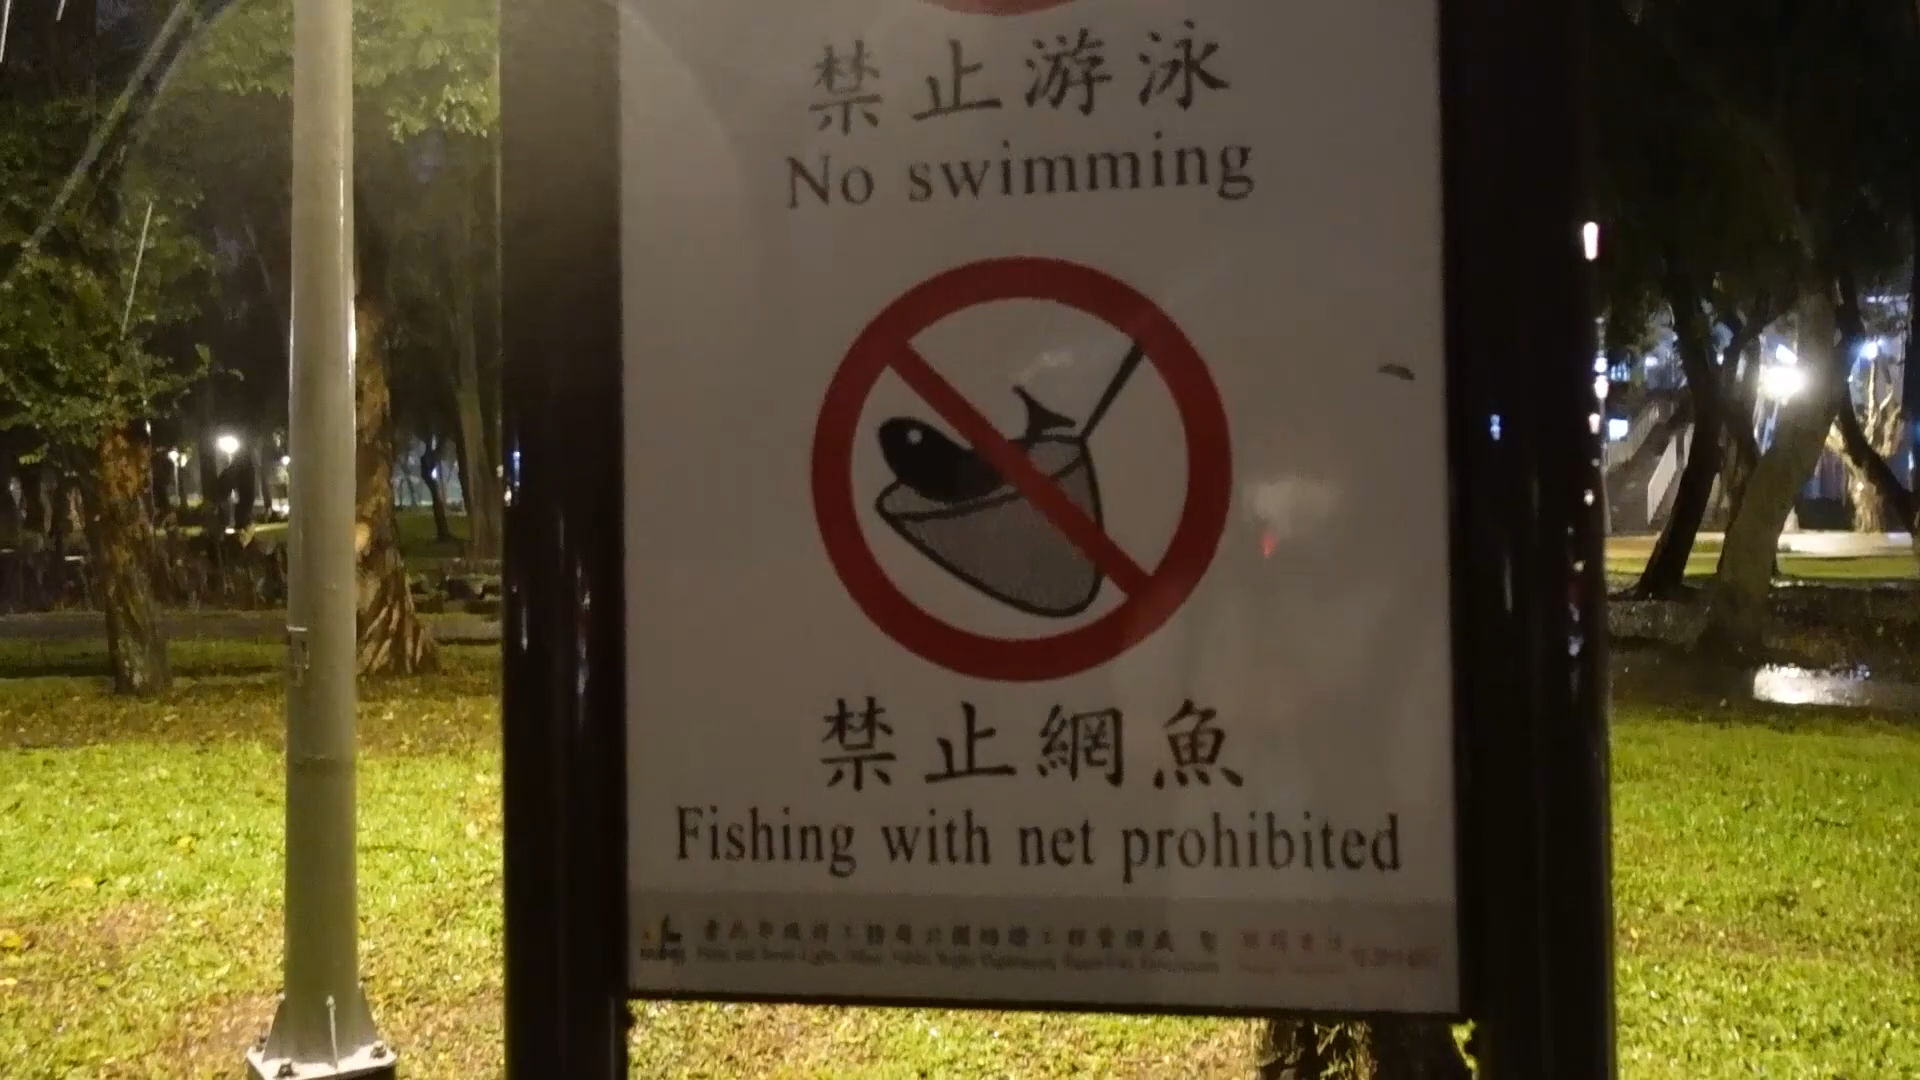 禁止游泳
No swimming
禁止網魚
Fishing with net prohibited